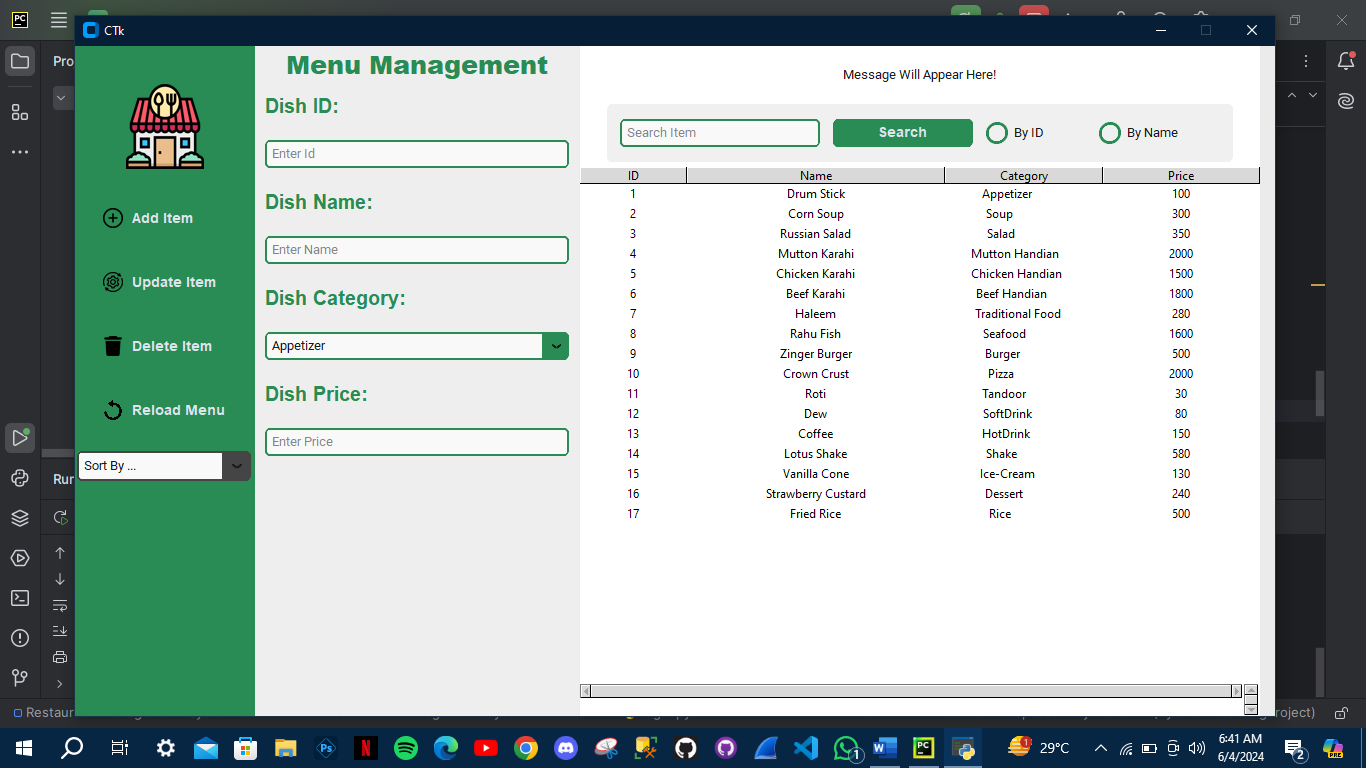 PC
CTk
Pro
Menu Management
Message Will Appear Here!
Dish ID:
Enter Id
Search Item
Search
By ID
By Name
Dish Name:
Enter Name
Dish Category:
Appetizer
Dish Price:
Enter Price
Add Item
Update Item
Delete Item
Reload Menu
Sort By ...
ID Name Category Price
1 Drum Stick Appetizer 100
2 Corn Soup Soup 300
3 Russian Salad Salad 350
4 Mutton Karahi Mutton Handian 2000
5 Chicken Karahi Chicken Handian 1500
6 Beef Karahi Beef Handian 1800
7 Haleem Traditional Food 280
8 Rahu Fish Seafood 1600
9 Zinger Burger Burger 500
10 Crown Crust Pizza 2000
11 Roti Tandoor 30
12 Dew SoftDrink 80
13 Coffee HotDrink 150
14 Lotus Shake Shake 580
15 Vanilla Cone Ice-Cream 130
16 Strawberry Custard Dessert 240
17 Fried Rice Rice 500
Run
Restaur
roject)
Ps
N
1
W
PC
1
29°C
6:41 AM
6/4/2024
2
PRE